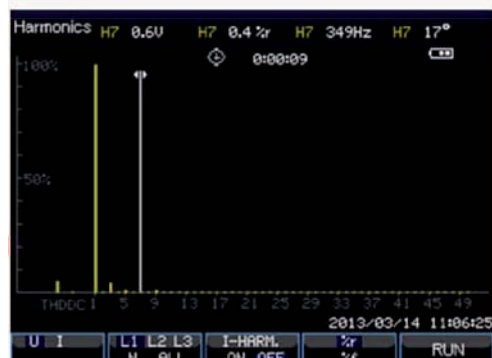 Harmonics H7 0.6V H7 0.4 %r H7 349Hz H7 17°
0:00:09
100%
50%
THDDC 1 5 9 13 17 21 25 29 33 37 41 45 49
2013/03/14 11:06:25
U I L1 L2 L3 I-HARM. %r RUN
N ALL ON OFF %f